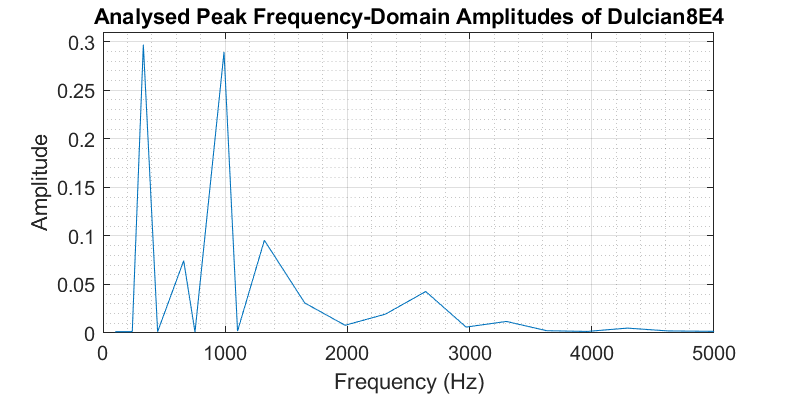 Analysed Peak Frequency-Domain Amplitudes of Dulcian8E4
0.3
0.25
0.2
0.15
0.1
0.05
0
Amplitude
0 1000 2000 3000 4000 5000
Frequency (Hz)